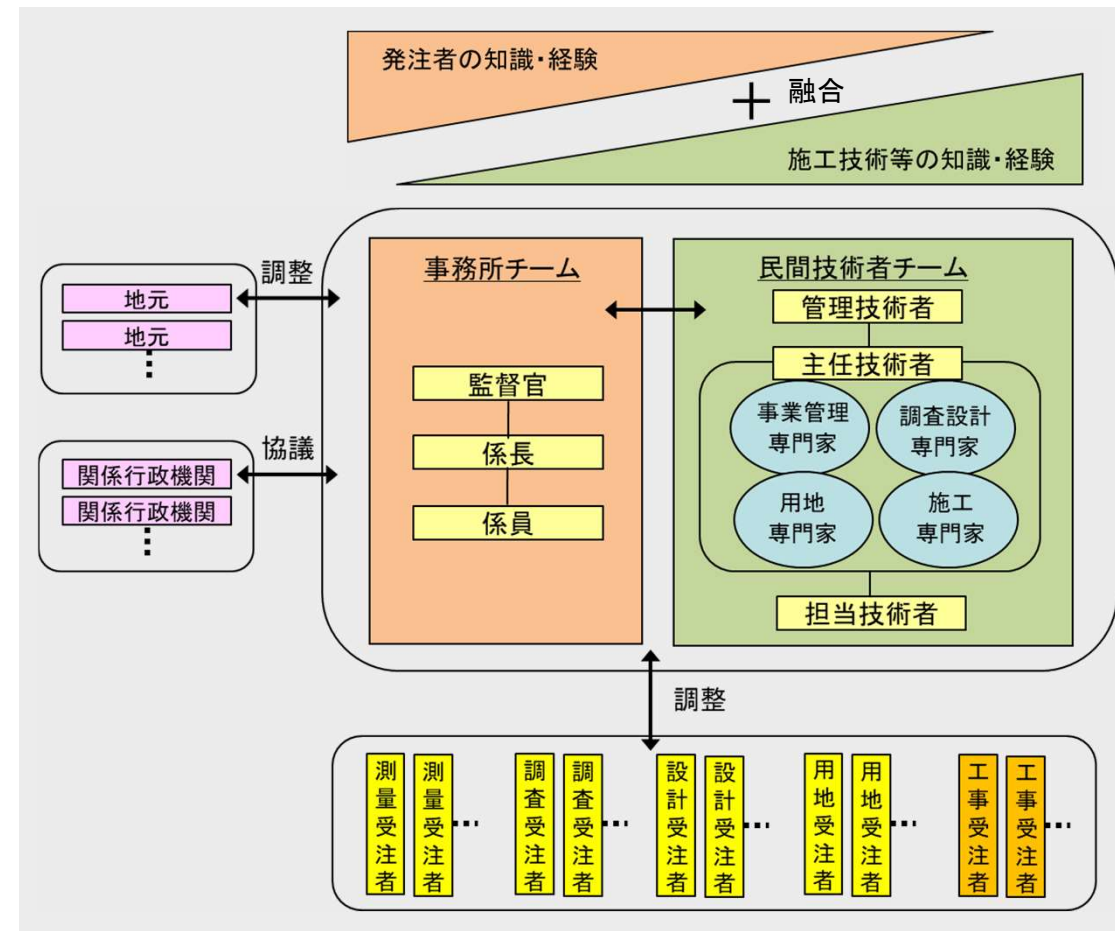 発注者の知識・経験
＋ 融合
施工技術等の知識・経験
事務所チーム
監督官
係長
係員
民間技術者チーム
管理技術者
主任技術者
事業管理
専門家
調査設計
専門家
用地
専門家
施工
専門家
担当技術者
調整
地元
地元
協議
関係行政機関
関係行政機関
調整
測量受注者
測量受注者
調査受注者
調査受注者
設計受注者
設計受注者
用地受注者
用地受注者
工事受注者
工事受注者